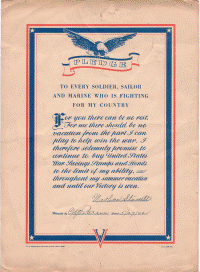 PLEDGE
TO EVERY SOLDIER, SAILOR
AND MARINE WHO IS FIGHTING
FOR MY COUNTRY
For you there can be no rest.
For me there should be no
vacation from the part I can
play to help win the war. I
therefore solemnly promise to
continue to buy United States
War Savings Stamps and Bonds
to the limit of my ability,
throughout my summer vacation
and until our Victory is won.
V